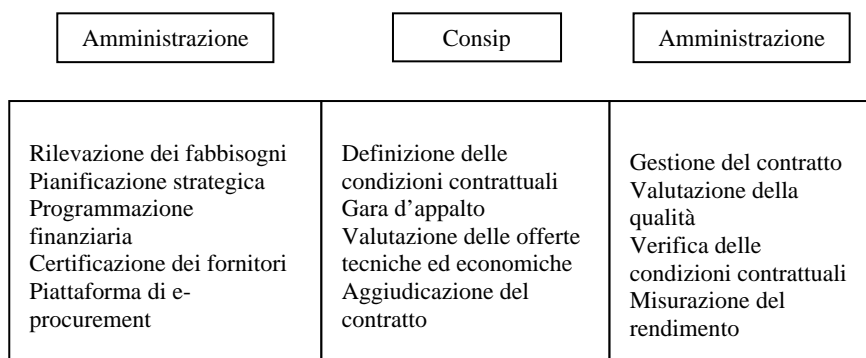 Amministrazione
Consip
Amministrazione
Rilevazione dei fabbisogni
Pianificazione strategica
Programmazione
finanziaria
Certificazione dei fornitori
Piattaforma di e-
procurement
Definizione delle
condizioni contrattuali
Gara d'appalto
Valutazione delle offerte
tecniche ed economiche
Aggiudicazione del
contratto
Gestione del contratto
Valutazione della
qualità
Verifica delle
condizioni contrattuali
Misurazione del
rendimento